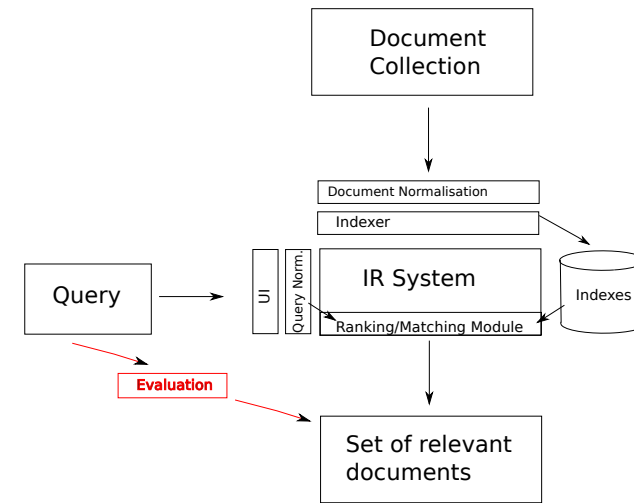 Document
Collection
Document Normalisation
Indexer
IR System
Ranking/Matching Module
UI
Query Norm.
Query
Indexes
Evaluation
Set of relevant
documents